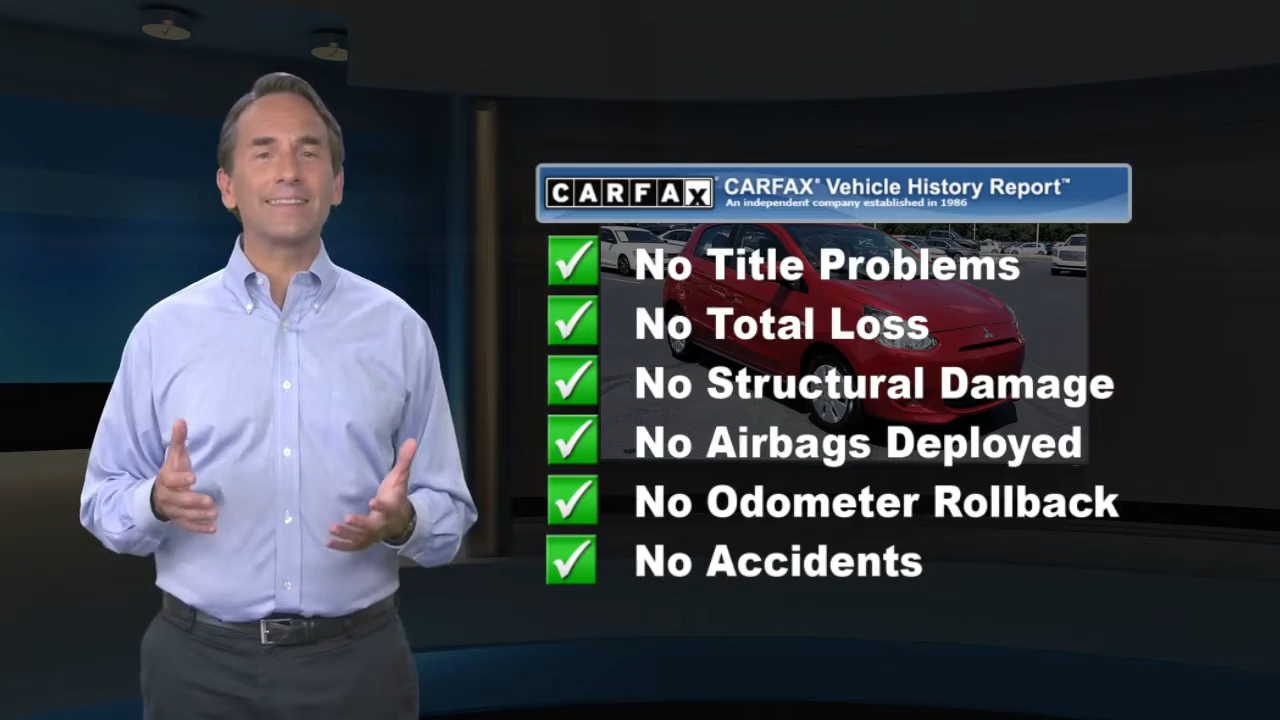 CARFAX® CARFAX® Vehicle History Report™
An independent company established in 1986
No Title Problems
No Total Loss
No Structural Damage
No Airbags Deployed
No Odometer Rollback
No Accidents